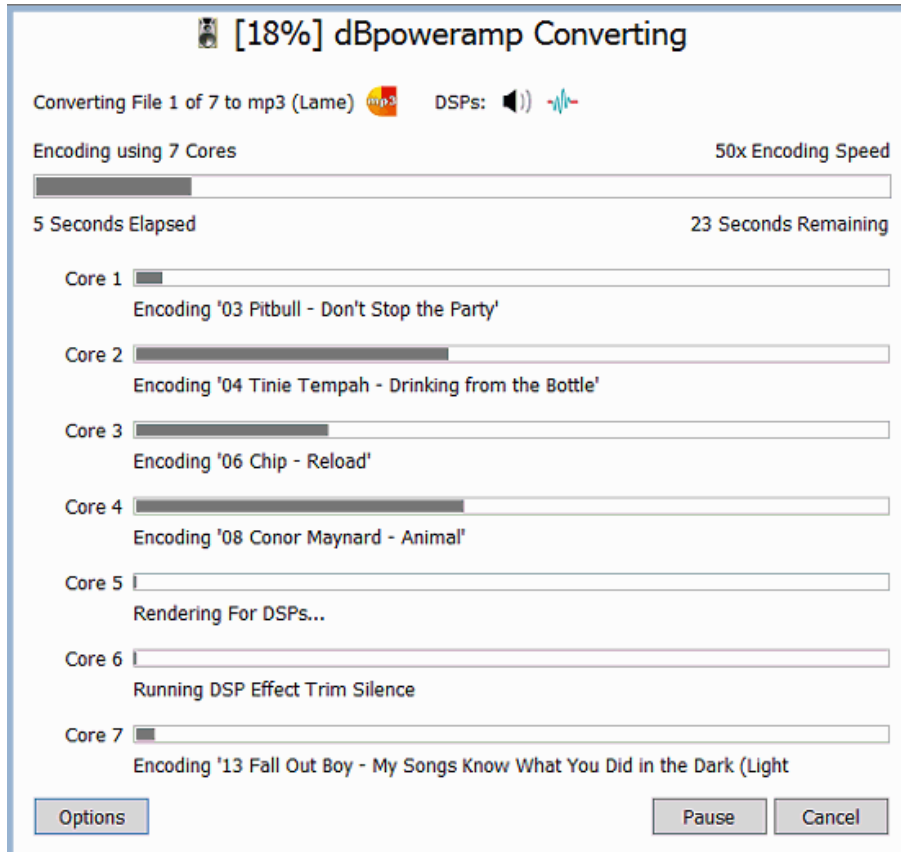 [18%] dBpoweramp Converting
Converting File 1 of 7 to mp3 (Lame) mp3 DSPs:
Encoding using 7 Cores 50x Encoding Speed
5 Seconds Elapsed 23 Seconds Remaining
Core 1
Encoding '03 Pitbull - Don't Stop the Party'
Core 2
Encoding '04 Tinie Tempah - Drinking from the Bottle'
Core 3
Encoding '06 Chip - Reload'
Core 4
Encoding '08 Conor Maynard - Animal'
Core 5
Rendering For DSPs...
Core 6
Running DSP Effect Trim Silence
Core 7
Encoding '13 Fall Out Boy - My Songs Know What You Did in the Dark (Light
Options Pause Cancel